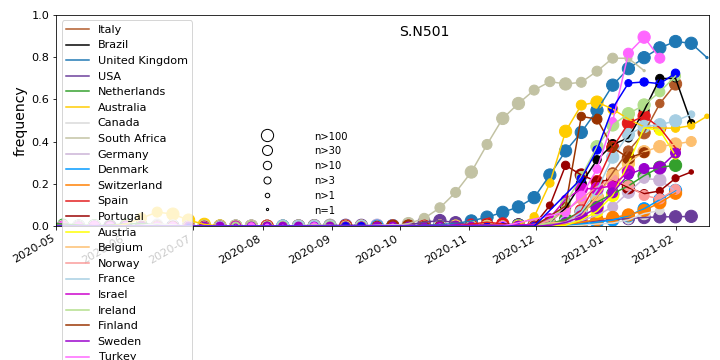 S.N501
frequency
1.0
0.8
0.6
0.4
0.2
0.0
Italy
Brazil
United Kingdom
USA
Netherlands
Australia
Canada
South Africa
Germany
Denmark
Switzerland
Spain
Portugal
Austria
Belgium
Norway
France
Israel
Ireland
Finland
Sweden
Turkey
n>100
n>30
n>10
n>3
n>1
n=1
2020-05
2020-07
2020-08
2020-09
2020-10
2020-11
2020-12
2021-01
2021-02